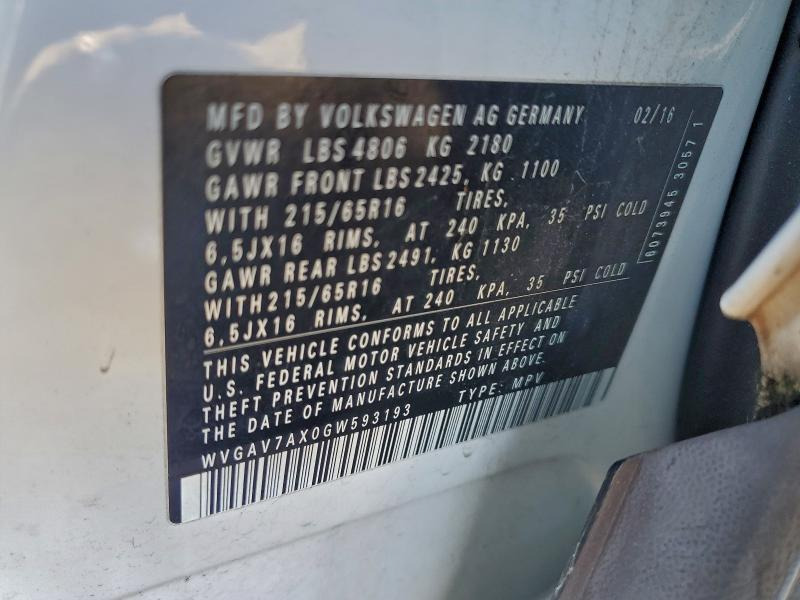 MFD BY VOLKSWAGEN AG GERMANY 02/16
GVWR LBS 4806 KG 2180
GAWR FRONT LBS 2425, KG 1100
WITH 215/65R16 TIRES,
6,5JX16 RIMS, AT 240 KPA, 35 PSI COLD
GAWR REAR LBS 2491, KG 1130
WITH 215/65R16 TIRES,
6,5JX16 RIMS, AT 240 KPA, 35 PSI COLD
THIS VEHICLE CONFORMS TO ALL APPLICABLE
U.S. FEDERAL MOTOR VEHICLE SAFETY AND
THEFT PREVENTION STANDARDS IN EFFECT ON
THE DATE OF MANUFACTURE SHOWN ABOVE.
WVGAV7AX0GW593193 TYPE: MPV
6073945 3057 1